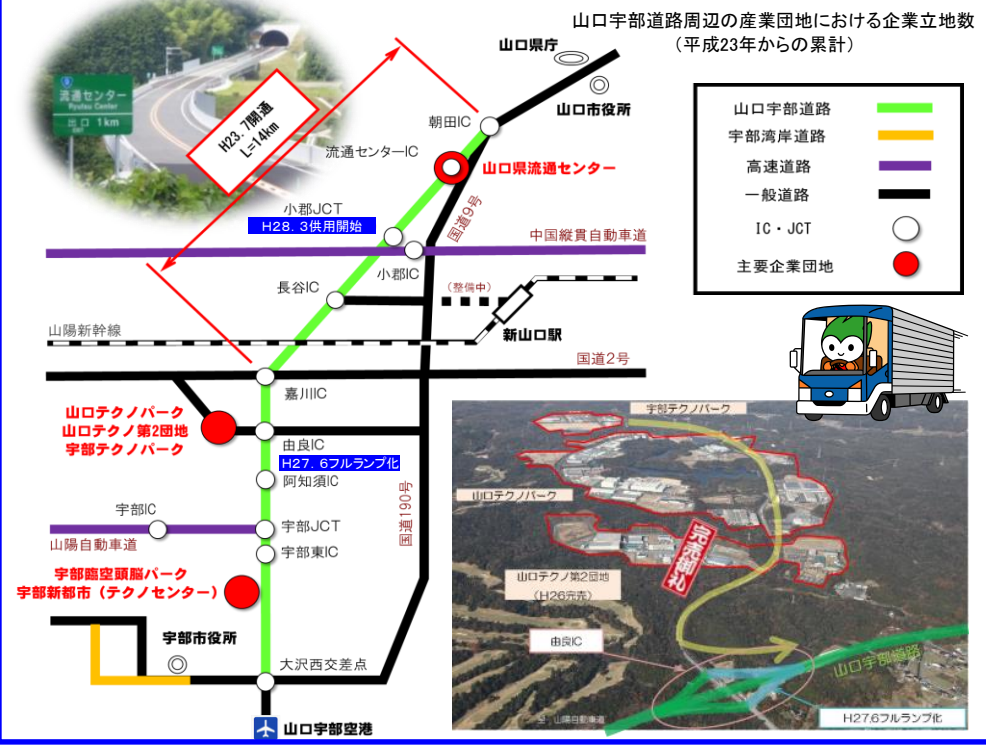 山口宇部道路周辺の産業団地における企業立地数
（平成23年からの累計）
流通センター
Ryutsu Center
出口 1km
H23.7開通
L=14km
山口県庁
山口市役所
朝田IC
流通センターIC
山口県流通センター
小郡JCT
H28.3供用開始
国道9号
中国縦貫自動車道
小郡IC
長谷IC
（整備中）
山陽新幹線
新山口駅
国道2号
嘉川IC
山口テクノパーク
山口テクノ第2団地
宇部テクノパーク
由良IC
H27.6フルランプ化
阿知須IC
国道190号
宇部IC
宇部JCT
山陽自動車道
宇部東IC
宇部臨空頭脳パーク
宇部新都市（テクノセンター）
宇部市役所
大沢西交差点
山口宇部空港
山口宇部道路
宇部湾岸道路
高速道路
一般道路
IC・JCT
主要企業団地
宇部テクノパーク
山口テクノパーク
完売御礼
山口テクノ第2団地
（H26完売）
由良IC
山口宇部道路
至　山陽自動車道
H27.6フルランプ化